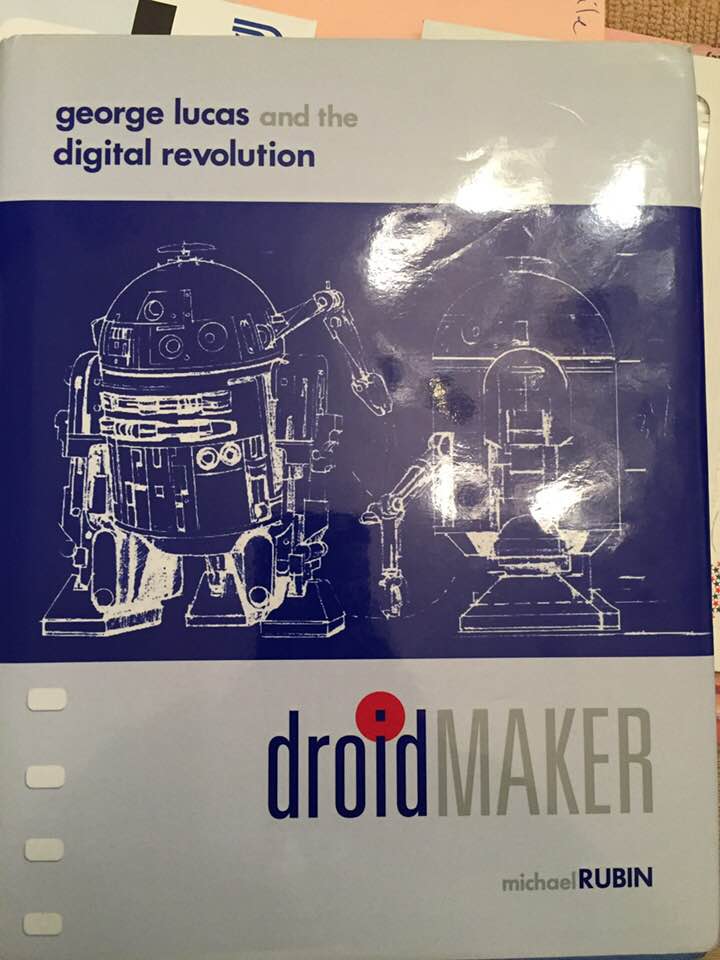 george lucas and the
digital revolution
droidMAKER
michaelRUBIN